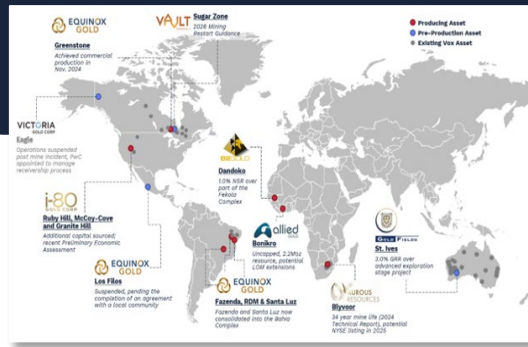 EQUINOX
GOLD
Greenstone
Achieved commercial
production in
Nov. 2024
VAULT
Sugar Zone
2026 Mining
Restart Guidance
Producing Asset
Pre-Production Asset
Existing Vox Asset
VICTORIA
GOLD CORP
Eagle
Operations suspended
post mine incident, PwC
appointed to manage
receivership process
i-80
GOLD CORP
Ruby Hill, McCoy-Cove
and Granite Hill
Additional capital sourced;
recent Preliminary Economic
Assessment
EQUINOX
GOLD
Los Filos
Suspended, pending the
completion of an agreement
with a local community
B2GOLD
Dandoko
1.0% NSR over
part of the
Fekola
Complex
allied
GOLD
Bonikro
Uncapped, 2.2Moz
resource, potential
LOM extensions
EQUINOX
GOLD
Fazenda, RDM & Santa Luz
Fazenda and Santa Luz now
consolidated into the Bahia
Complex
AUROUS
RESOURCES
Blyvoor
34 year mine life (2024
Technical Report), potential
NYSE listing in 2025
GOLD FIELDS
St. Ives
3.0% GRR over
advanced exploration
stage project